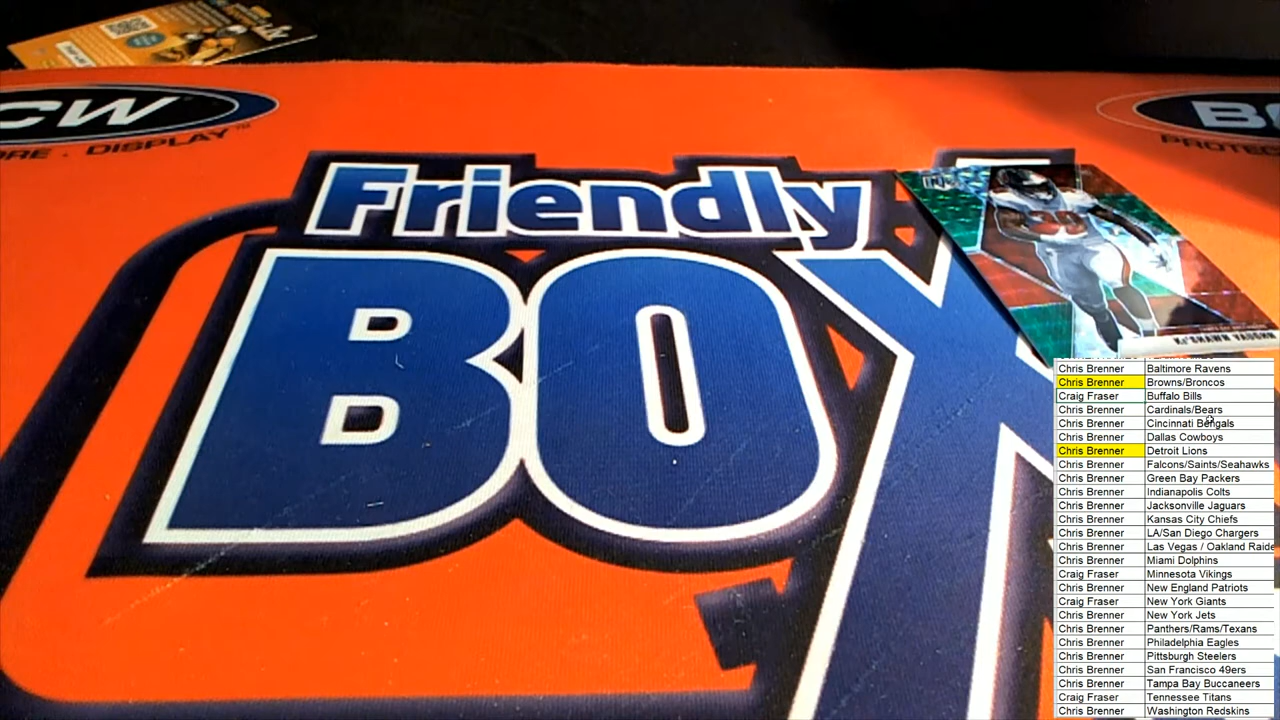 CW
RE · DISPLAY™
Friendly
BOX
KE'SHAWN VAUGHN
Chris Brenner Baltimore Ravens
Chris Brenner Browns/Broncos
Craig Fraser Buffalo Bills
Chris Brenner Cardinals/Bears
Chris Brenner Cincinnati Bengals
Chris Brenner Dallas Cowboys
Chris Brenner Detroit Lions
Chris Brenner Falcons/Saints/Seahawks
Chris Brenner Green Bay Packers
Chris Brenner Indianapolis Colts
Chris Brenner Jacksonville Jaguars
Chris Brenner Kansas City Chiefs
Chris Brenner LA/San Diego Chargers
Chris Brenner Las Vegas / Oakland Raide
Chris Brenner Miami Dolphins
Craig Fraser Minnesota Vikings
Chris Brenner New England Patriots
Craig Fraser New York Giants
Chris Brenner New York Jets
Chris Brenner Panthers/Rams/Texans
Chris Brenner Philadelphia Eagles
Chris Brenner Pittsburgh Steelers
Chris Brenner San Francisco 49ers
Chris Brenner Tampa Bay Buccaneers
Craig Fraser Tennessee Titans
Chris Brenner Washington Redskins